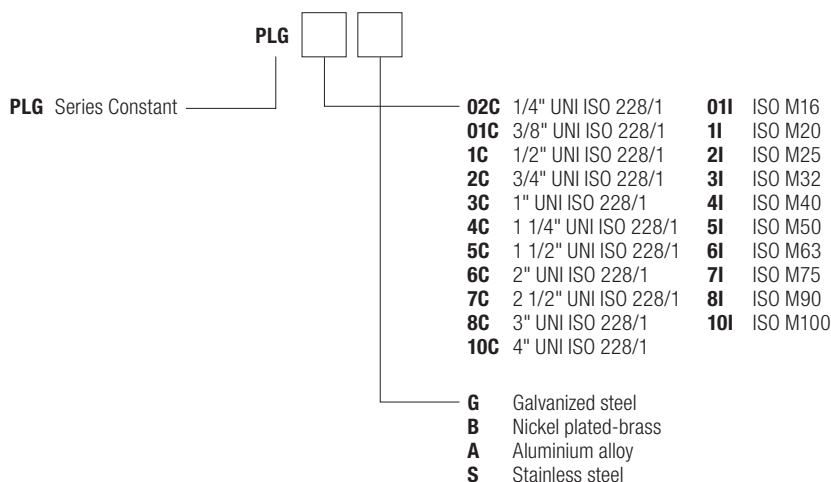 PLG
PLG Series Constant
02C 1/4" UNI ISO 228/1 01I ISO M16
01C 3/8" UNI ISO 228/1 1I ISO M20
1C 1/2" UNI ISO 228/1 2I ISO M25
2C 3/4" UNI ISO 228/1 3I ISO M32
3C 1" UNI ISO 228/1 4I ISO M40
4C 1 1/4" UNI ISO 228/1 5I ISO M50
5C 1 1/2" UNI ISO 228/1 6I ISO M63
6C 2" UNI ISO 228/1 7I ISO M75
7C 2 1/2" UNI ISO 228/1 8I ISO M90
8C 3" UNI ISO 228/1 10I ISO M100
10C 4" UNI ISO 228/1
G Galvanized steel
B Nickel plated-brass
A Aluminium alloy
S Stainless steel